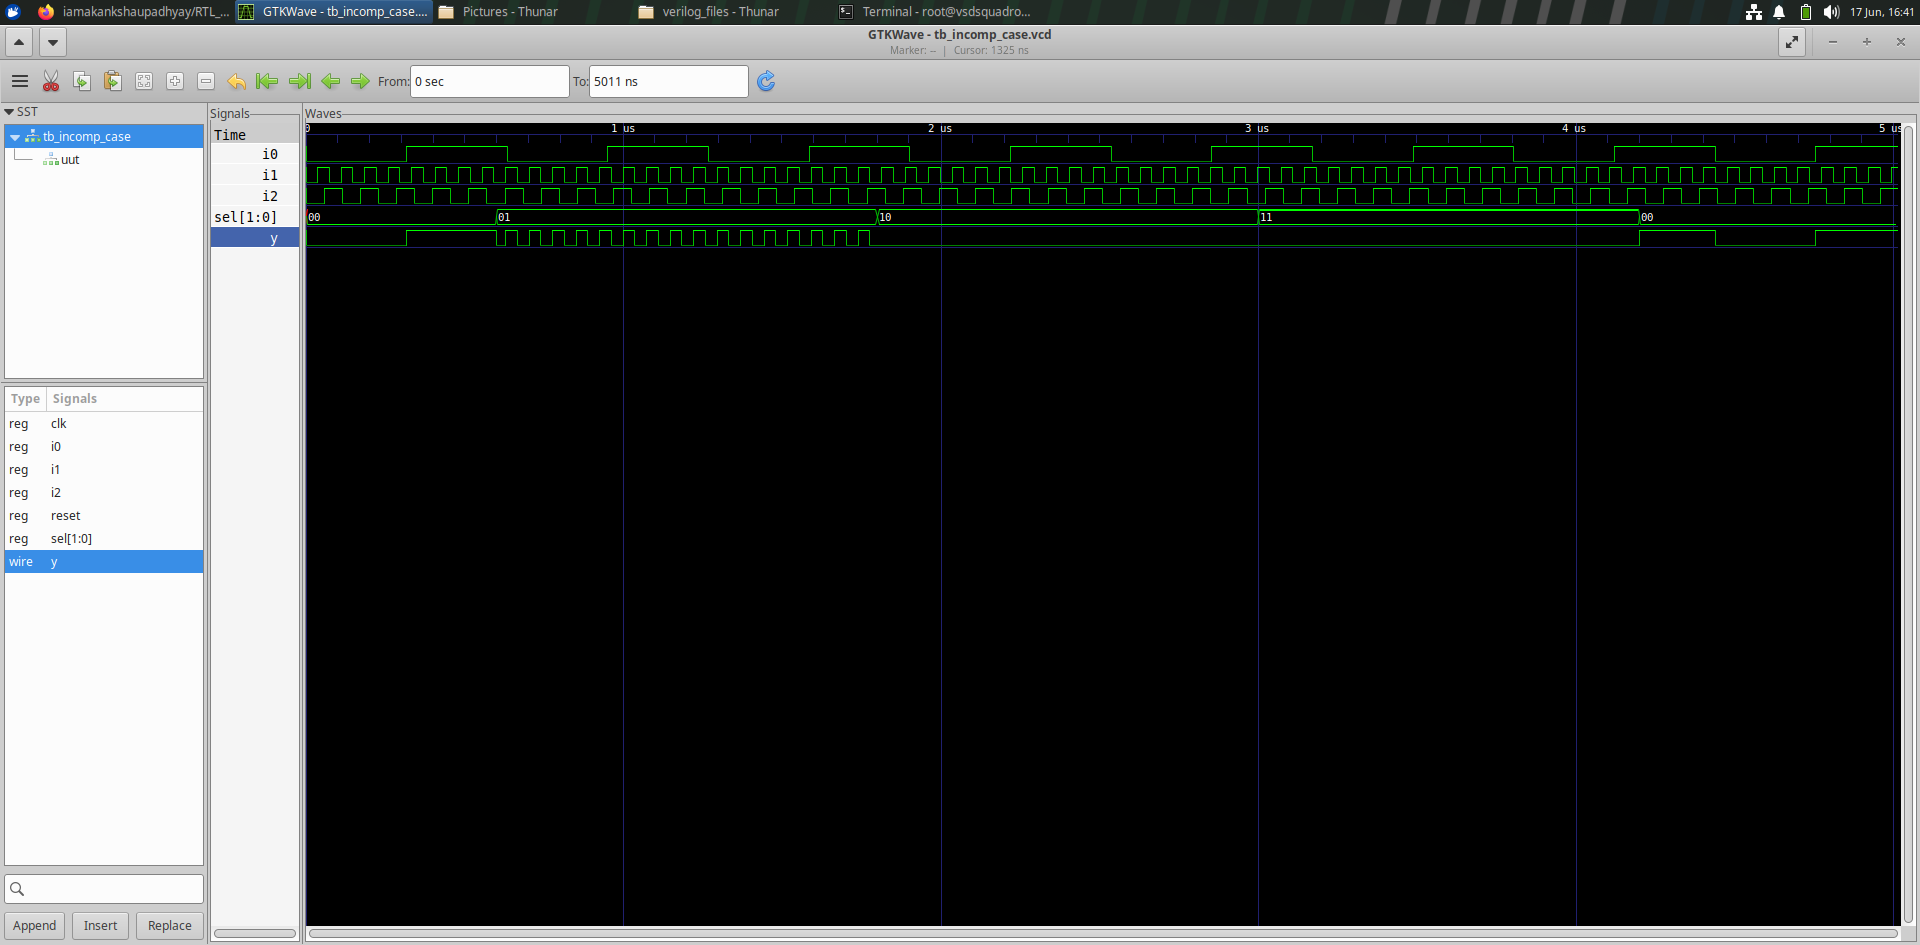 iamakankshaupadhyay/RTL_... GTKWave - tb_incomp_case.... Pictures - Thunar verilog_files - Thunar Terminal - root@vsdsquadro... 17 Jun, 16:41
GTKWave - tb_incomp_case.vcd
Marker: -- | Cursor: 1325 ns
From: 0 sec To: 5011 ns
SST
tb_incomp_case
uut
Type Signals
reg clk
reg i0
reg i1
reg i2
reg reset
reg sel[1:0]
wire y
Append Insert Replace
Signals
Time
i0
i1
i2
sel[1:0]
y
Waves
0 1 us 2 us 3 us 4 us 5 us
00 01 10 11 00